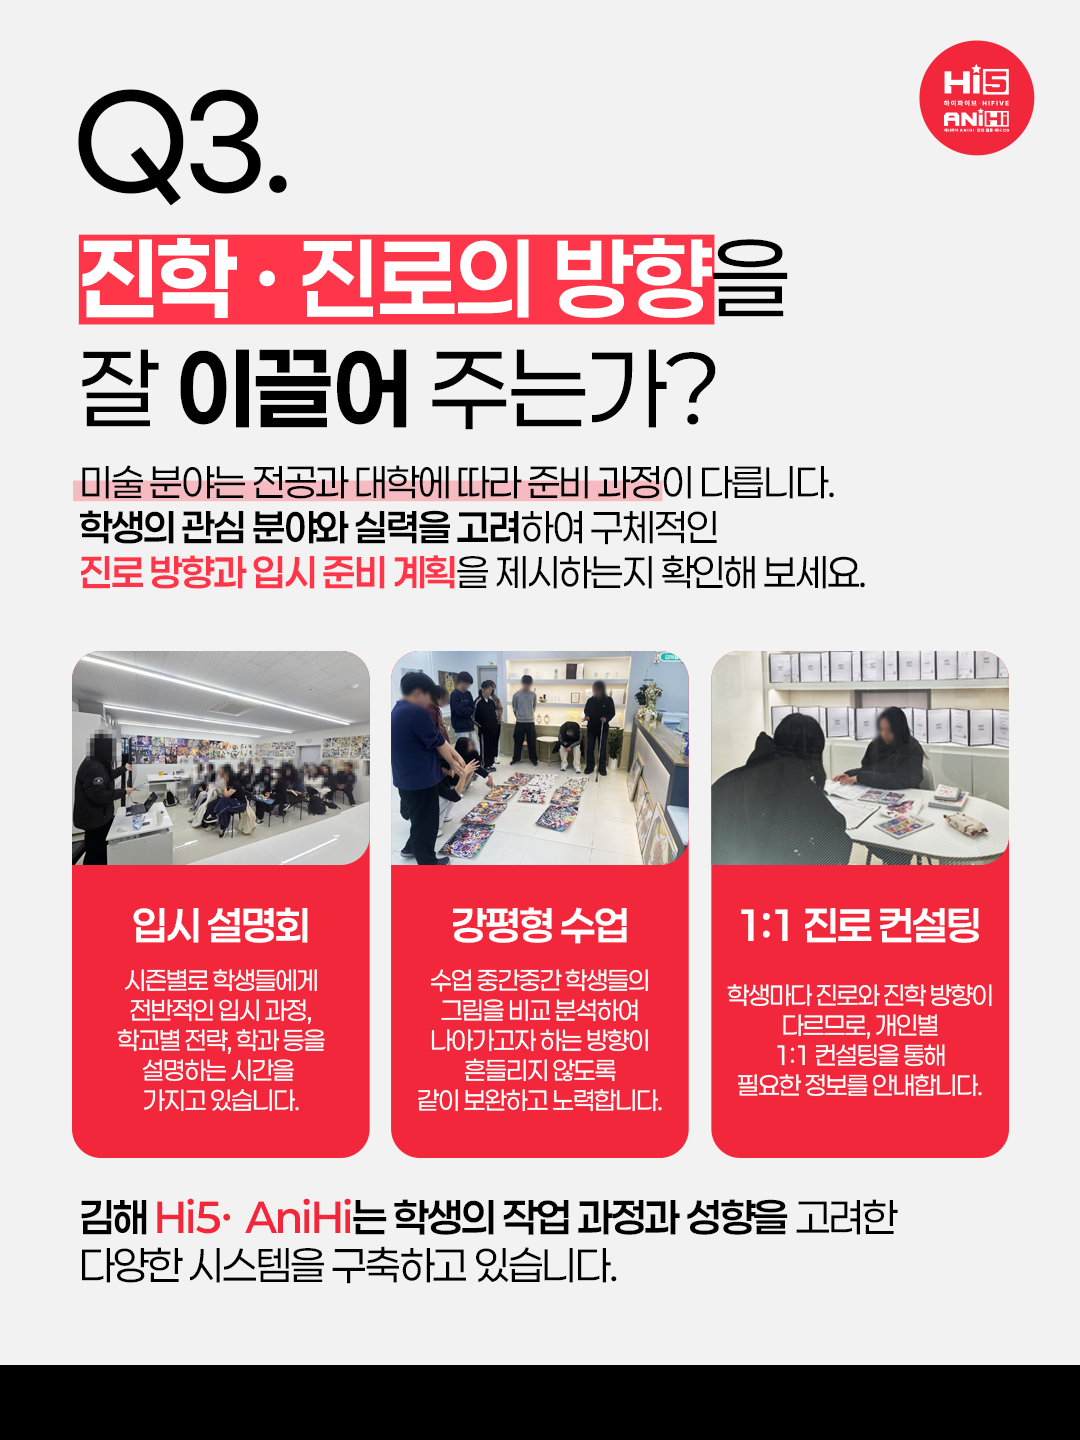 Hi5
하이파이브·HIFIVE
ANiHi
Q3.
진학·진로의 방향을
잘 이끌어 주는가?
미술 분야는 전공과 대학에 따라 준비 과정이 다릅니다.
학생의 관심 분야와 실력을 고려하여 구체적인
진로 방향과 입시 준비 계획을 제시하는지 확인해 보세요.
입시 설명회
시즌별로 학생들에게
전반적인 입시 과정,
학교별 전략, 학과 등을
설명하는 시간을
가지고 있습니다.
강평형 수업
수업 중간중간 학생들의
그림을 비교 분석하여
나아가고자 하는 방향이
흔들리지 않도록
같이 보완하고 노력합니다.
1:1 진로 컨설팅
학생마다 진로와 진학 방향이
다르므로, 개인별
1:1 컨설팅을 통해
필요한 정보를 안내합니다.
김해 Hi5· AniHi는 학생의 작업 과정과 성향을 고려한
다양한 시스템을 구축하고 있습니다.